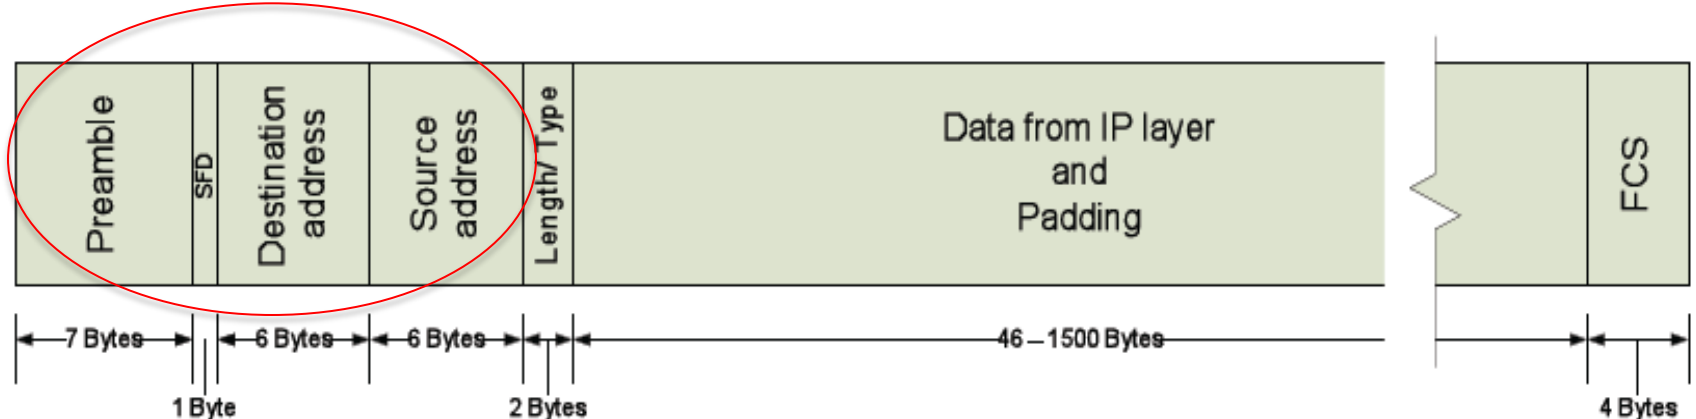 Preamble
SFD
Destination
address
Source
address
Length/ Type
Data from IP layer
and
Padding
FCS
7 Bytes
1 Byte
6 Bytes
6 Bytes
2 Bytes
46 – 1500 Bytes
4 Bytes